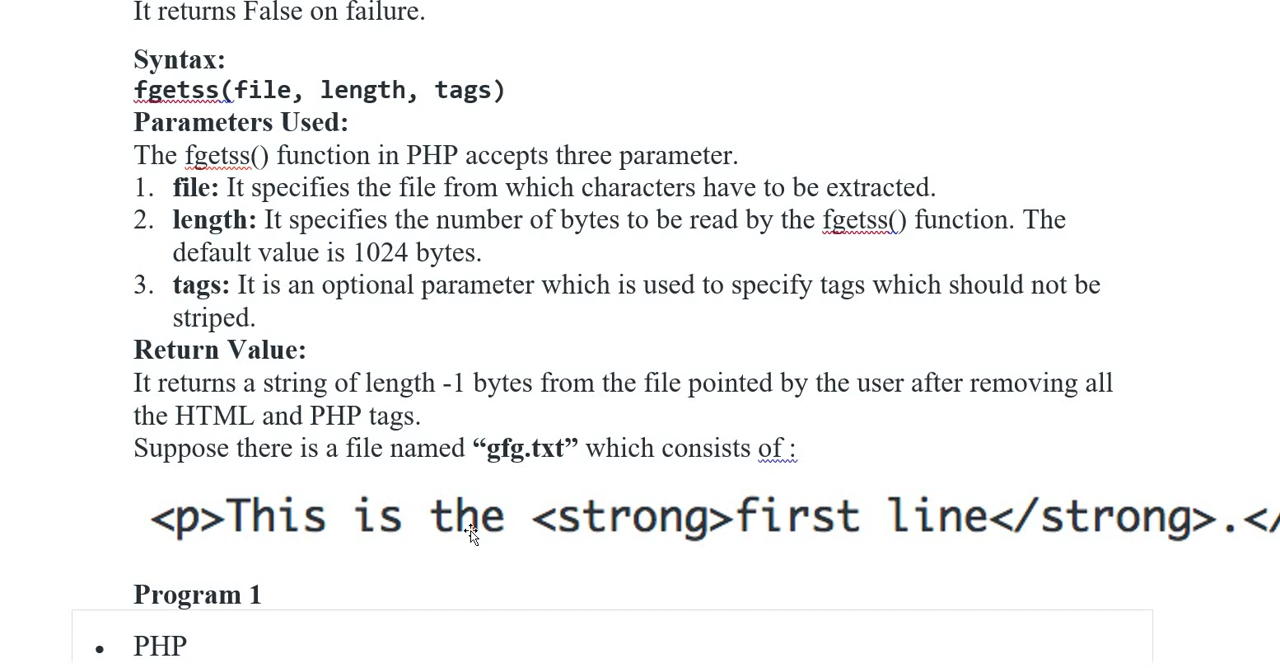 It returns False on failure.
Syntax:
fgetss(file, length, tags)
Parameters Used:
The fgetss() function in PHP accepts three parameter.
1. file: It specifies the file from which characters have to be extracted.
2. length: It specifies the number of bytes to be read by the fgetss() function. The
default value is 1024 bytes.
3. tags: It is an optional parameter which is used to specify tags which should not be
striped.
Return Value:
It returns a string of length -1 bytes from the file pointed by the user after removing all
the HTML and PHP tags.
Suppose there is a file named “gfg.txt” which consists of :
<p>This is the <strong>first line</strong>.</
Program 1
• PHP